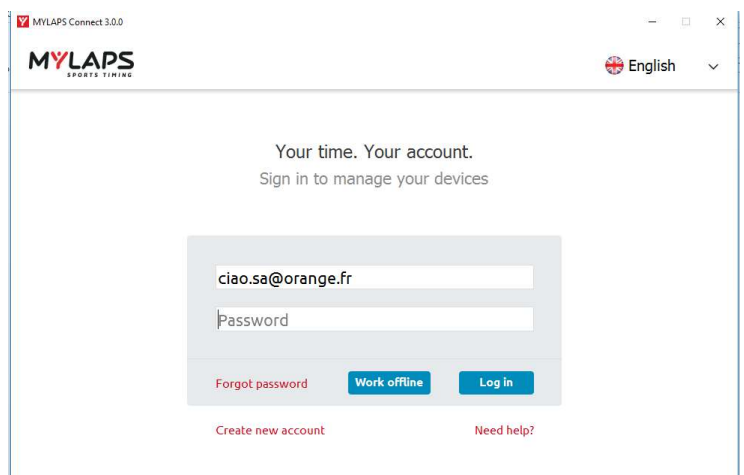 MYLAPS Connect 3.0.0
MYLAPS
SPORTS TIMING
English
Your time. Your account.
Sign in to manage your devices
ciao.sa@orange.fr
Password
Forgot password
Work offline
Log in
Create new account
Need help?